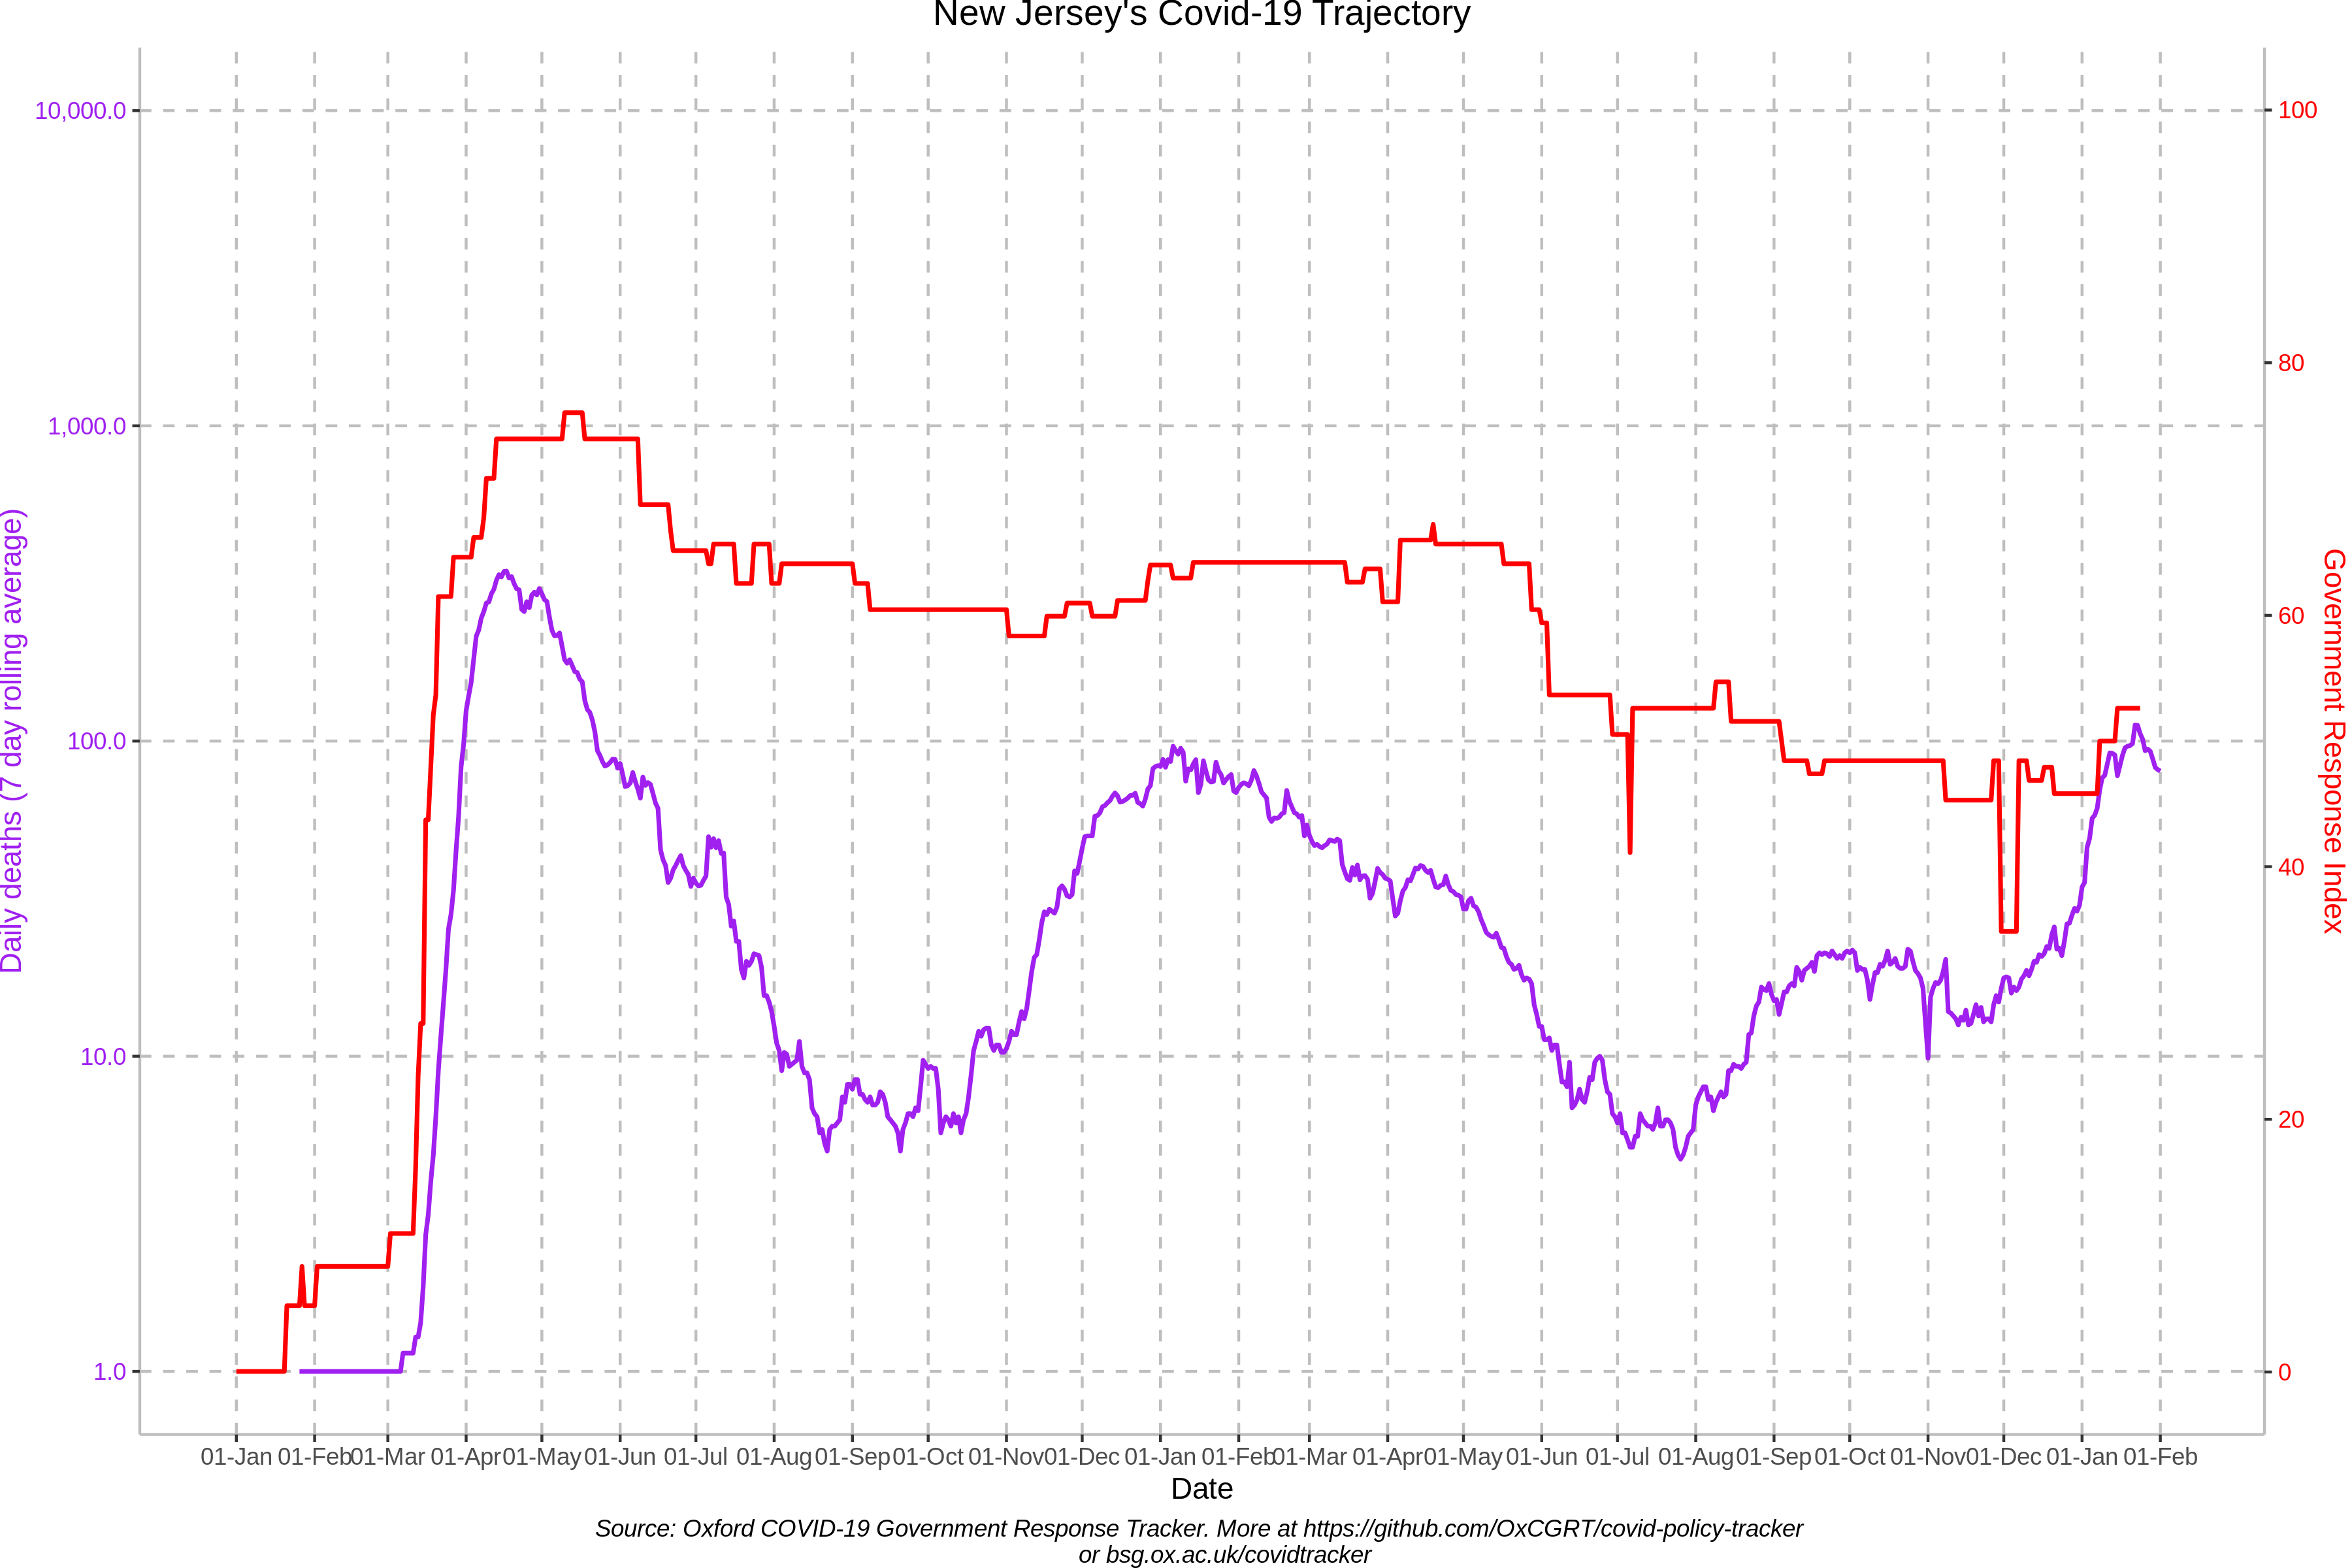 New Jersey's Covid-19 Trajectory
10,000.0
1,000.0
100.0
10.0
1.0
Daily deaths (7 day rolling average)
100
80
60
40
20
0
Government Response Index
01-Jan 01-Feb 01-Mar 01-Apr 01-May 01-Jun 01-Jul 01-Aug 01-Sep 01-Oct 01-Nov 01-Dec 01-Jan 01-Feb 01-Mar 01-Apr 01-May 01-Jun 01-Jul 01-Aug 01-Sep 01-Oct 01-Nov 01-Dec 01-Jan 01-Feb
Date
Source: Oxford COVID-19 Government Response Tracker. More at https://github.com/OxCGRT/covid-policy-tracker
or bsg.ox.ac.uk/covidtracker